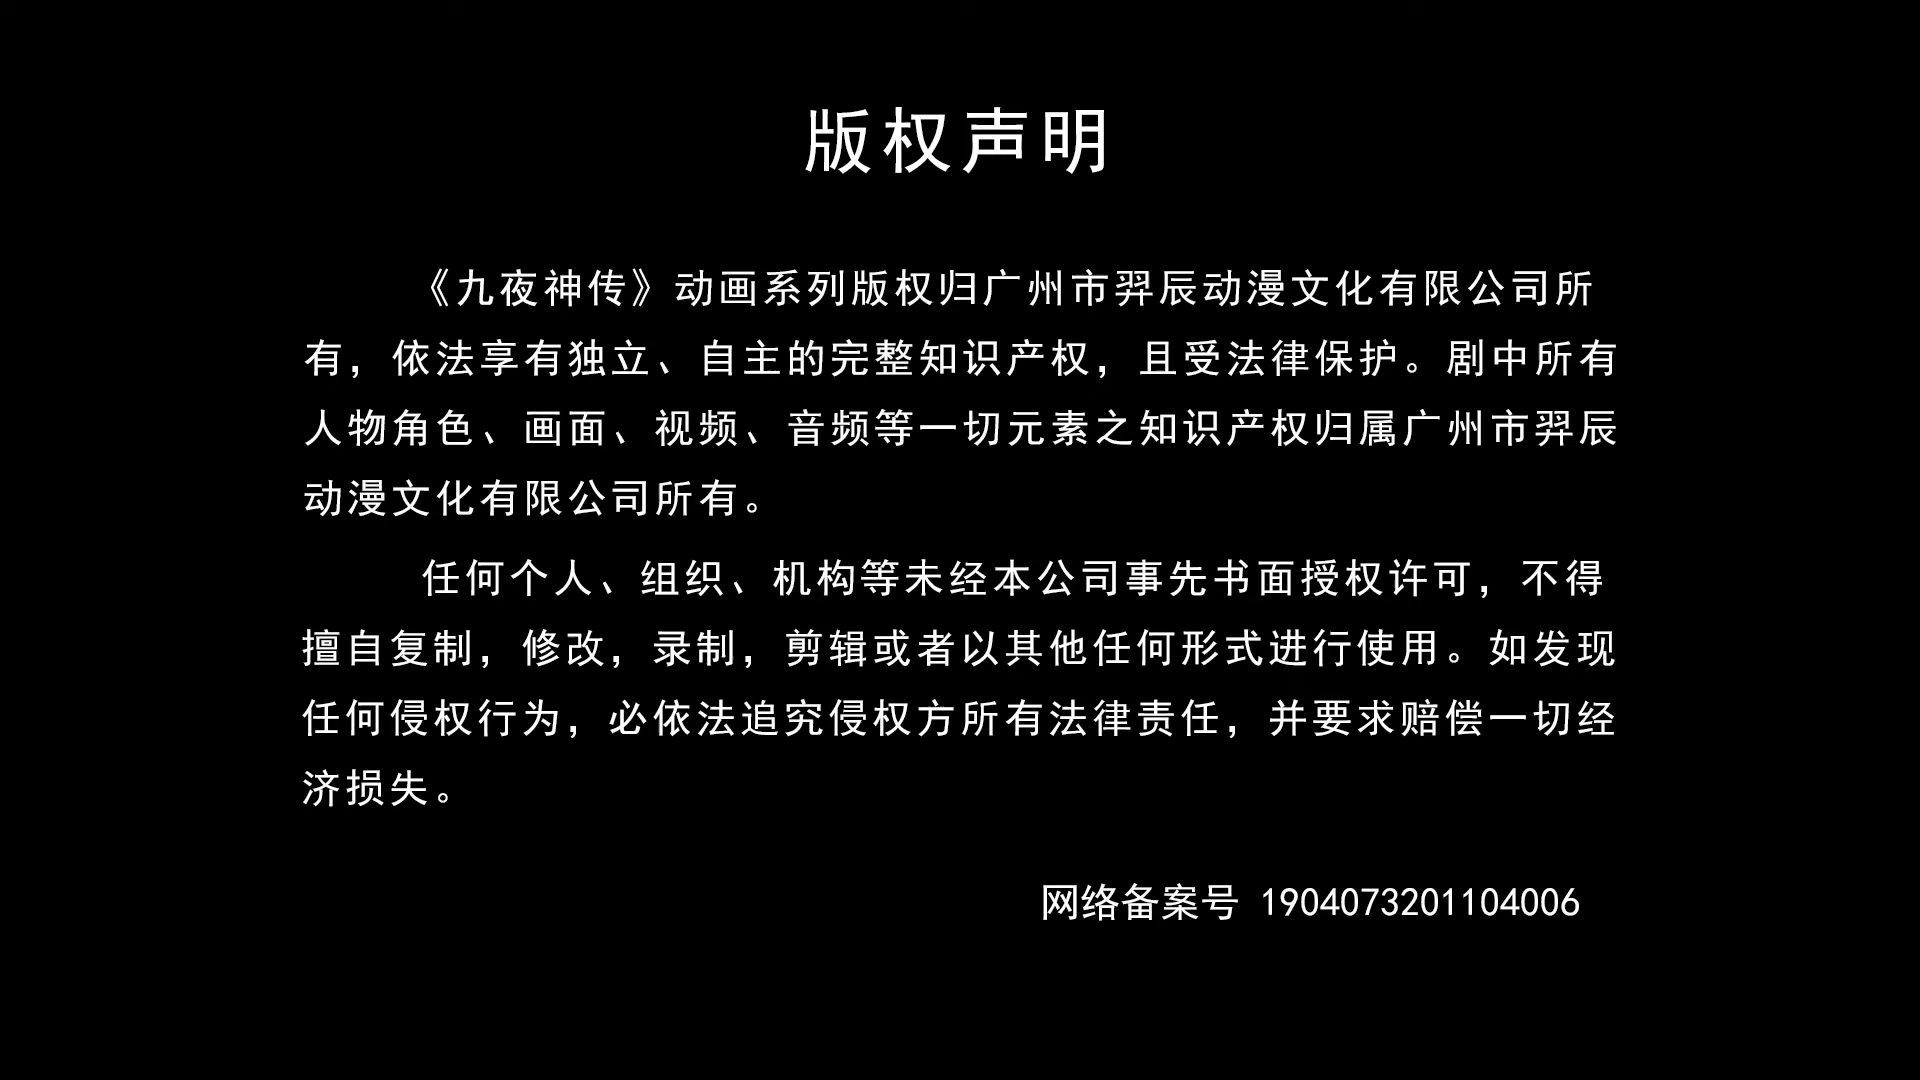 版权声明
《九夜神传》动画系列版权归广州市羿辰动漫文化有限公司所
有，依法享有独立、自主的完整知识产权，且受法律保护。剧中所有
人物角色、画面、视频、音频等一切元素之知识产权归属广州市羿辰
动漫文化有限公司所有。
任何个人、组织、机构等未经本公司事先书面授权许可，不得
擅自复制，修改，录制，剪辑或者以其他任何形式进行使用。如发现
任何侵权行为，必依法追究侵权方所有法律责任，并要求赔偿一切经
济损失。
网络备案号 1904073201104006